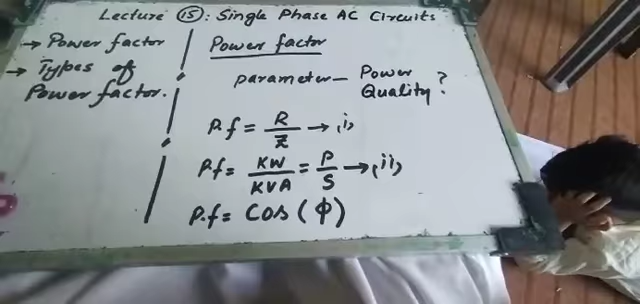 Lecture 15: Single Phase AC Circuits
→ Power factor
→ Types of
Power factor.
Power factor
parameter – Power
Quality?
P.f = R/Z → (i)
P.f = KW/KVA = P/S → (ii)
P.f = Cos (ϕ)